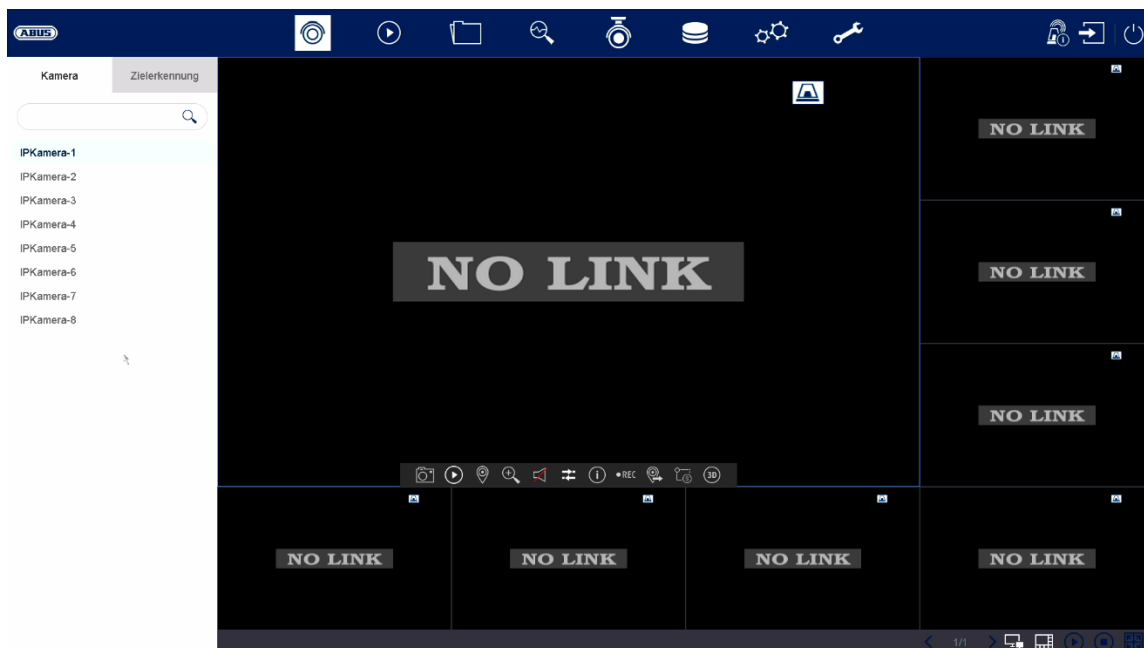 ABUS
Kamera
Zielerkennung
IPKamera-1
IPKamera-2
IPKamera-3
IPKamera-4
IPKamera-5
IPKamera-6
IPKamera-7
IPKamera-8
NO LINK
NO LINK
NO LINK
NO LINK
REC
3D
NO LINK
NO LINK
NO LINK
NO LINK
1/1